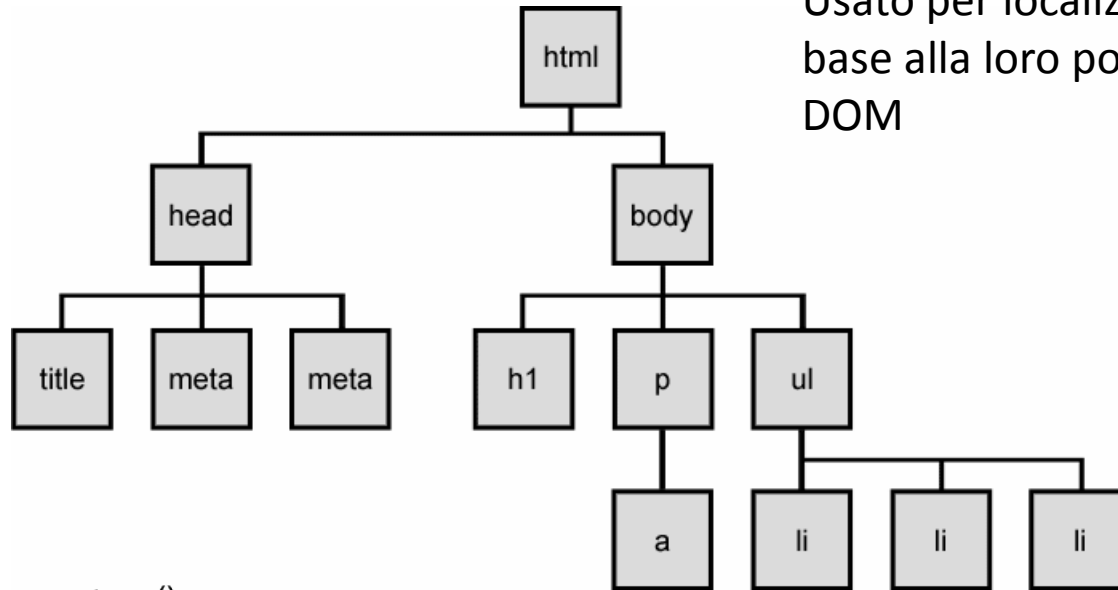 Usato per localiz
base alla loro po
DOM
html
head body
title meta meta h1 p ul
a li li li
()